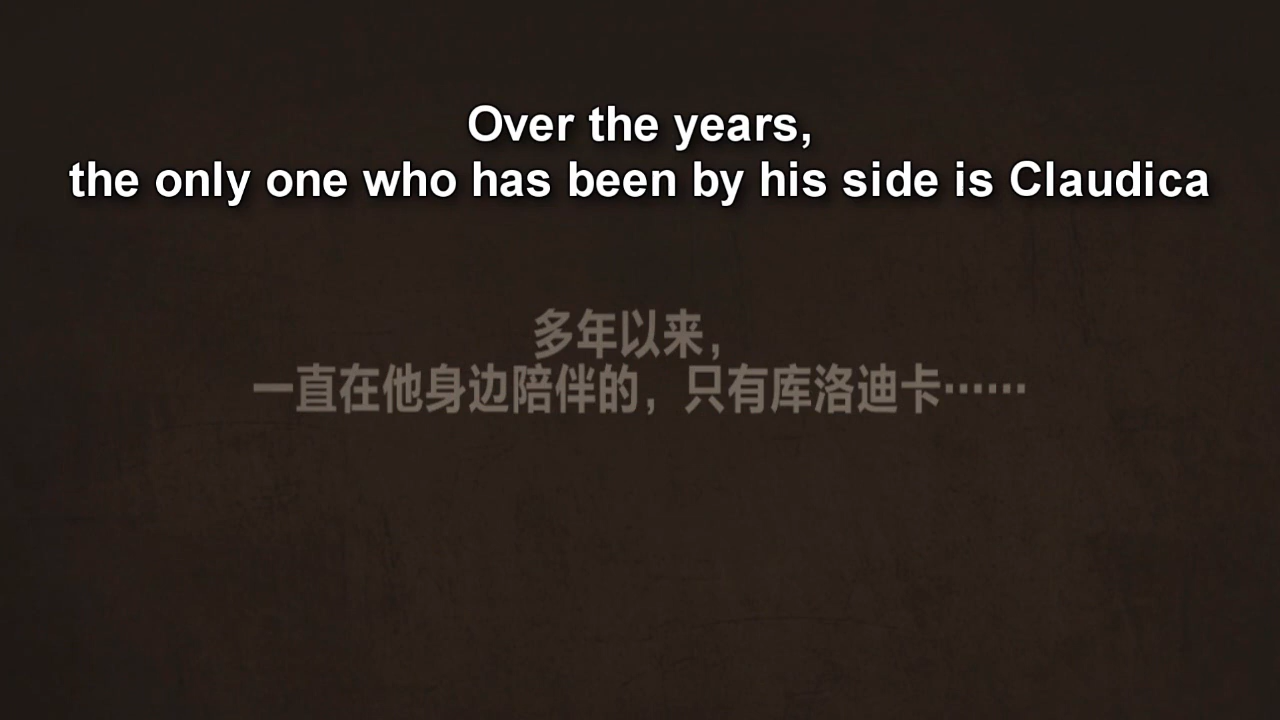 Over the years,
the only one who has been by his side is Claudica
多年以来，
一直在他身边陪伴的，只有库洛迪卡……